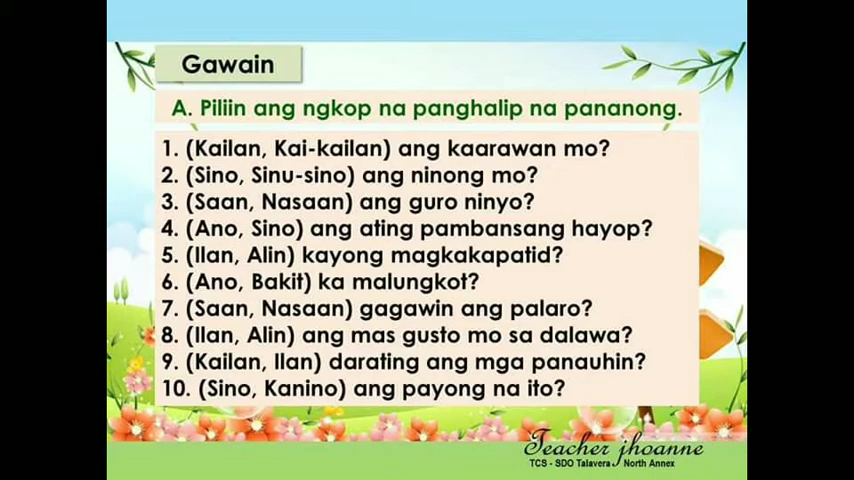 Gawain
A. Piliin ang ngkop na panghalip na pananong.
1. (Kailan, Kai-kailan) ang kaarawan mo?
2. (Sino, Sinu-sino) ang ninong mo?
3. (Saan, Nasaan) ang guro ninyo?
4. (Ano, Sino) ang ating pambansang hayop?
5. (Ilan, Alin) kayong magkakapatid?
6. (Ano, Bakit) ka malungkot?
7. (Saan, Nasaan) gagawin ang palaro?
8. (Ilan, Alin) ang mas gusto mo sa dalawa?
9. (Kailan, Ilan) darating ang mga panauhin?
10. (Sino, Kanino) ang payong na ito?
Teacher jhoanne
TCS - SDO Talavera North Annex